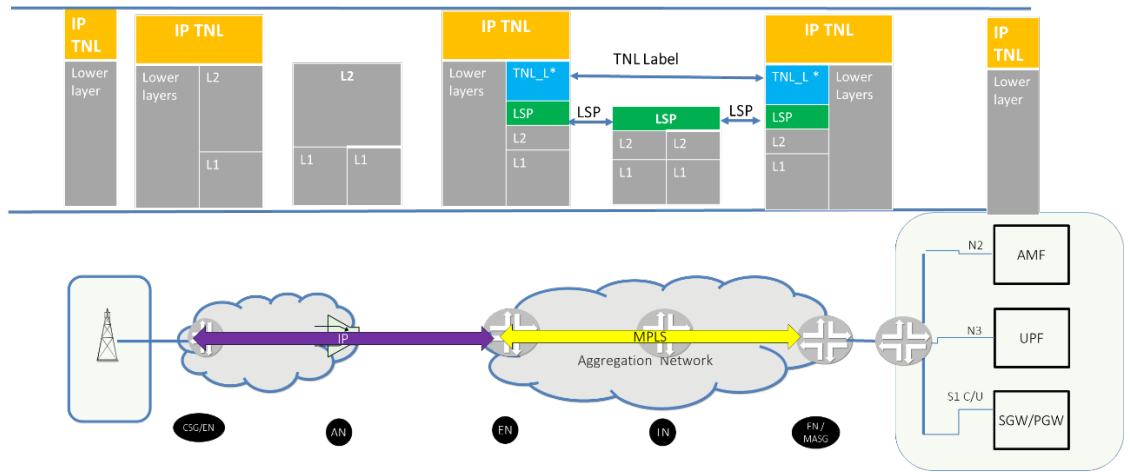 IP
TNL
Lower
layer
IP TNL
Lower
layers
L2
L1
L2
L1
L1
IP TNL
Lower
layers
TNL_L*
LSP
L2
L1
TNL Label
LSP
LSP
LSP
L2
L2
L1
L1
IP TNL
TNL_L *
LSP
L2
L1
Lower
Layers
IP
TNL
Lower
layer
N2
AMF
IP
MPLS
Aggregation Network
N3
UPF
S1 C/U
SGW/PGW
CSG/EN
AN
EN
IN
EN /
MASG